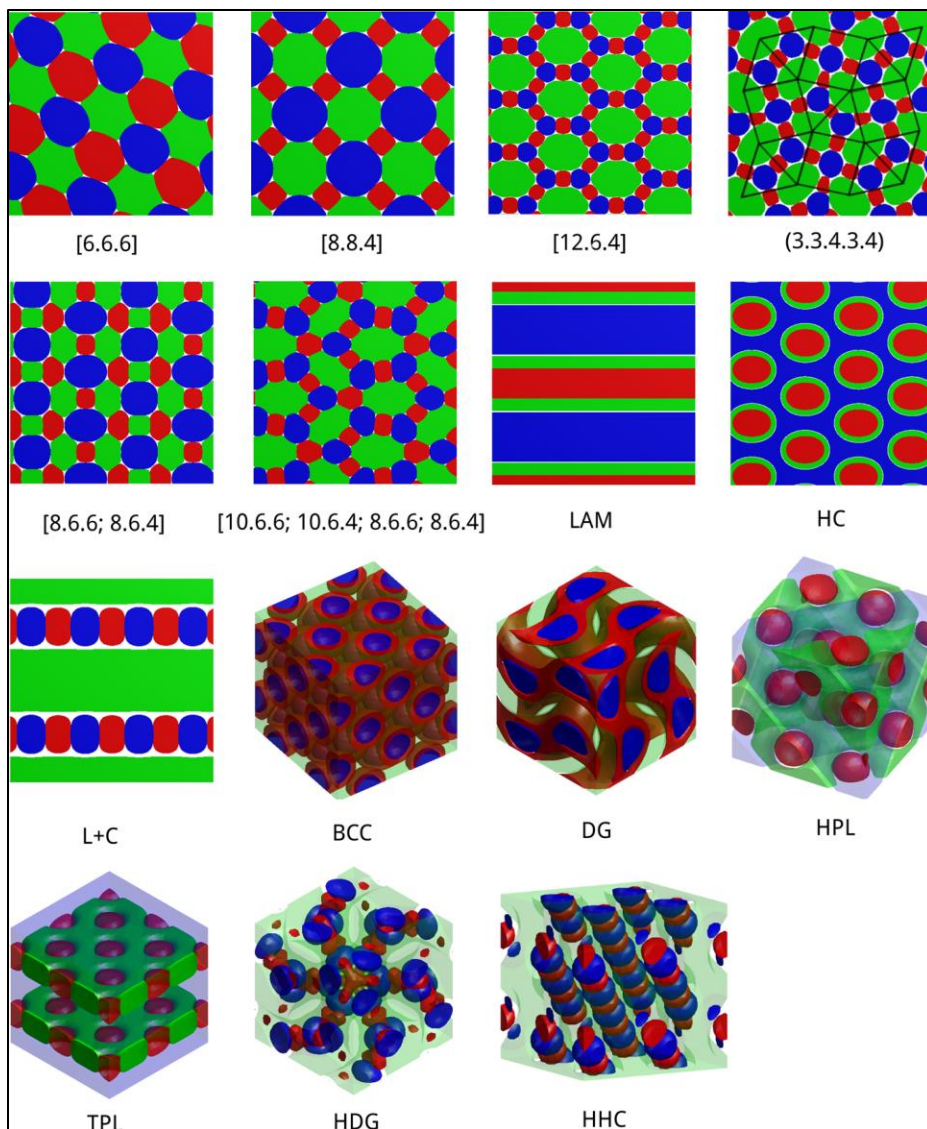 [6.6.6] [8.8.4] [12.6.4] (3.3.4.3.4)
[8.6.6; 8.6.4] [10.6.6; 10.6.4; 8.6.6; 8.6.4] LAM HC
L+C BCC DG HPL
TPL HDG HHC